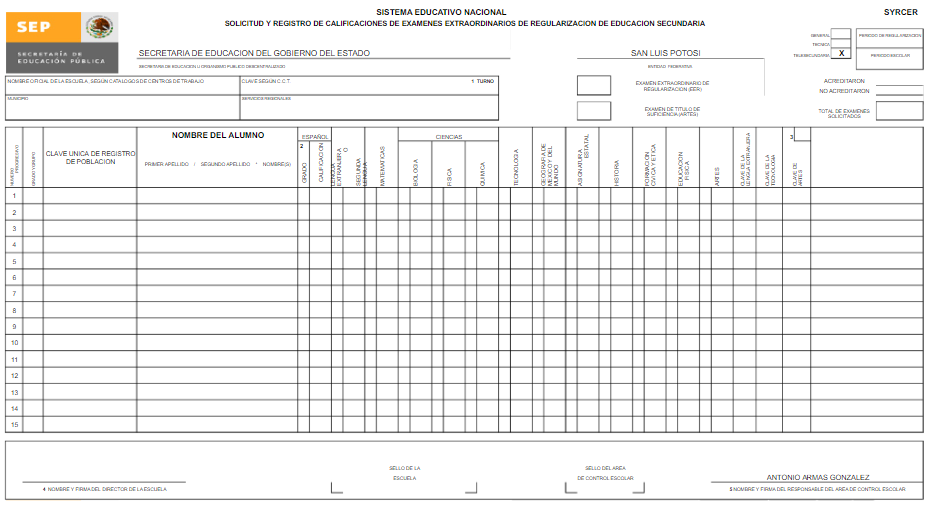 SISTEMA EDUCATIVO NACIONAL
SYRCER
SOLICITUD Y REGISTRO DE CALIFICACIONES DE EXAMENES EXTRAORDINARIOS DE REGULARIZACION DE EDUCACION SECUNDARIA
SEP
SECRETARÍA DE
EDUCACIÓN PÚBLICA
SECRETARIA DE EDUCACION DEL GOBIERNO DEL ESTADO
SECRETARIA DE EDUCACION U ORGANISMO PUBLICO DESCENTRALIZADO
SAN LUIS POTOSI
ENTIDAD FEDERATIVA
GENERAL
TECNICA
TELESECUNDARIA X
PERIODO DE REGULARIZACION
PERIODO ESCOLAR
NOMBRE OFICIAL DE LA ESCUELA, SEGUN CATALOGOS DE CENTROS DE TRABAJO
CLAVE SEGUN C.C.T.
1 TURNO
MUNICIPIO
SERVICIOS REGIONALES
EXAMEN EXTRAORDINARIO DE
REGULARIZACION (EER)
EXAMEN DE TITULO DE
SUFICIENCIA (ARTES)
ACREDITARON
NO ACREDITARON
TOTAL DE EXAMENES
SOLICITADOS
NUMERO PROGRESIVO
GRADO Y GRUPO
CLAVE UNICA DE REGISTRO
DE POBLACION
NOMBRE DEL ALUMNO
PRIMER APELLIDO / SEGUNDO APELLIDO * NOMBRE(S)
ESPAÑOL
2
GRADO
CALIFICACION
LENGUA
EXTRANJERA
O
SEGUNDA
LENGUA
MATEMATICAS
CIENCIAS
BIOLOGIA
FISICA
QUIMICA
TECNOLOGIA
GEOGRAFIA DE
MEXICO Y DEL
MUNDO
ASIGNATURA
ESTATAL
HISTORIA
FORMACION
CIVICA Y ETICA
EDUCACION
FISICA
ARTES
CLAVE DE LA
LENGUA EXTRANJERA
CLAVE DE LA
TECNOLOGIA
3
CLAVE DE
ARTES
1
2
3
4
5
6
7
8
9
10
11
12
13
14
15
SELLO DE LA
ESCUELA
SELLO DEL AREA
DE CONTROL ESCOLAR
ANTONIO ARMAS GONZALEZ
4 NOMBRE Y FIRMA DEL DIRECTOR DE LA ESCUELA
5 NOMBRE Y FIRMA DEL RESPONSABLE DEL AREA DE CONTROL ESCOLAR